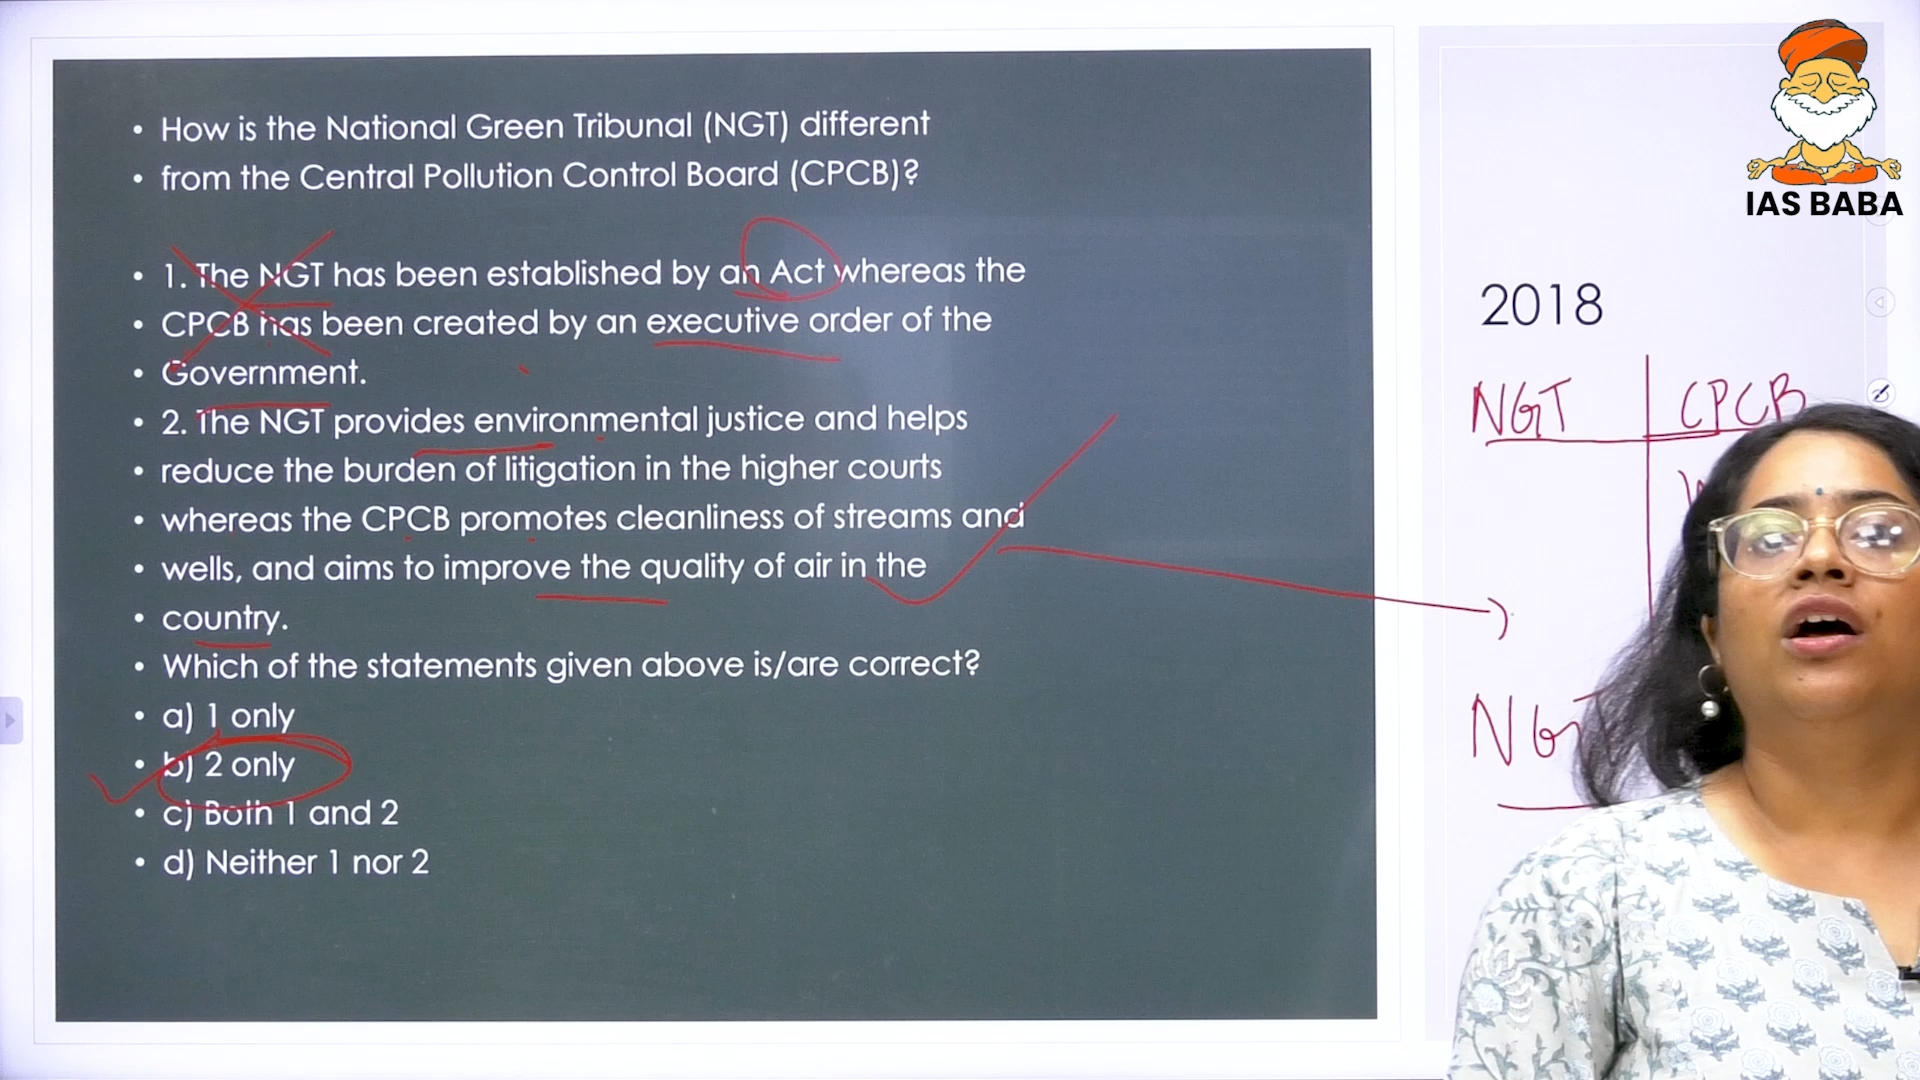 • How is the National Green Tribunal (NGT) different
• from the Central Pollution Control Board (CPCB)?
• 1. The NGT has been established by an Act whereas the
• CPCB has been created by an executive order of the
• Government.
• 2. The NGT provides environmental justice and helps
• reduce the burden of litigation in the higher courts
• whereas the CPCB promotes cleanliness of streams and
• wells, and aims to improve the quality of air in the
• country.
• Which of the statements given above is/are correct?
• a) 1 only
• b) 2 only
• c) Both 1 and 2
• d) Neither 1 nor 2
IAS BABA
2018
NGT CPCB
NGT